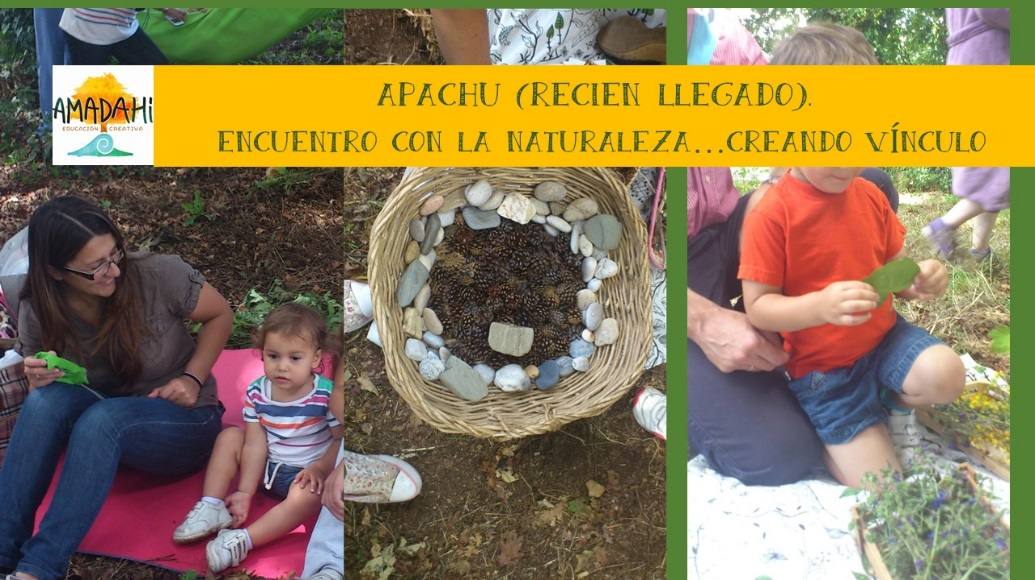 AMADAHi
EDUCACIÓN CREATIVA
APACHU (RECIEN LLEGADO).
ENCUENTRO CON LA NATURALEZA...CREANDO VÍNCULO